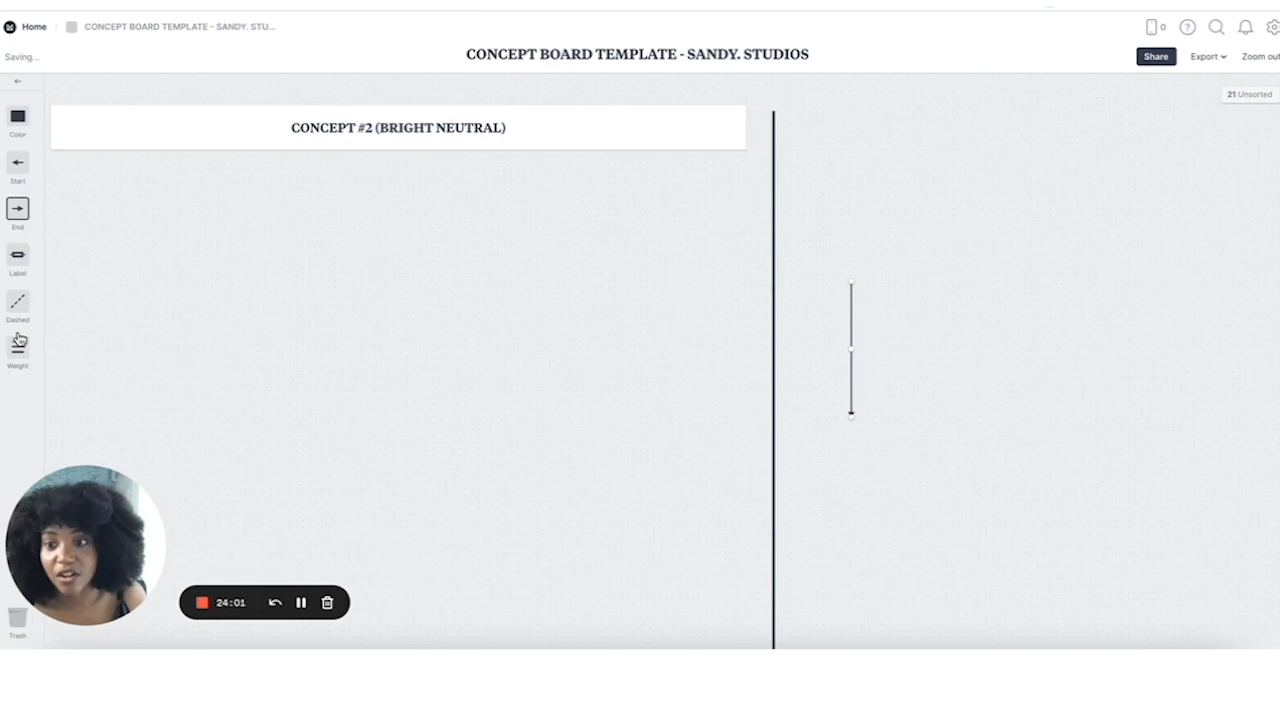 Home / CONCEPT BOARD TEMPLATE - SANDY. STU...
0
Saving...
CONCEPT BOARD TEMPLATE - SANDY. STUDIOS
Share
Export
Zoom out
21 Unsorted
CONCEPT #2 (BRIGHT NEUTRAL)
Color
Start
End
Label
Dashed
Weight
24:01
Trash